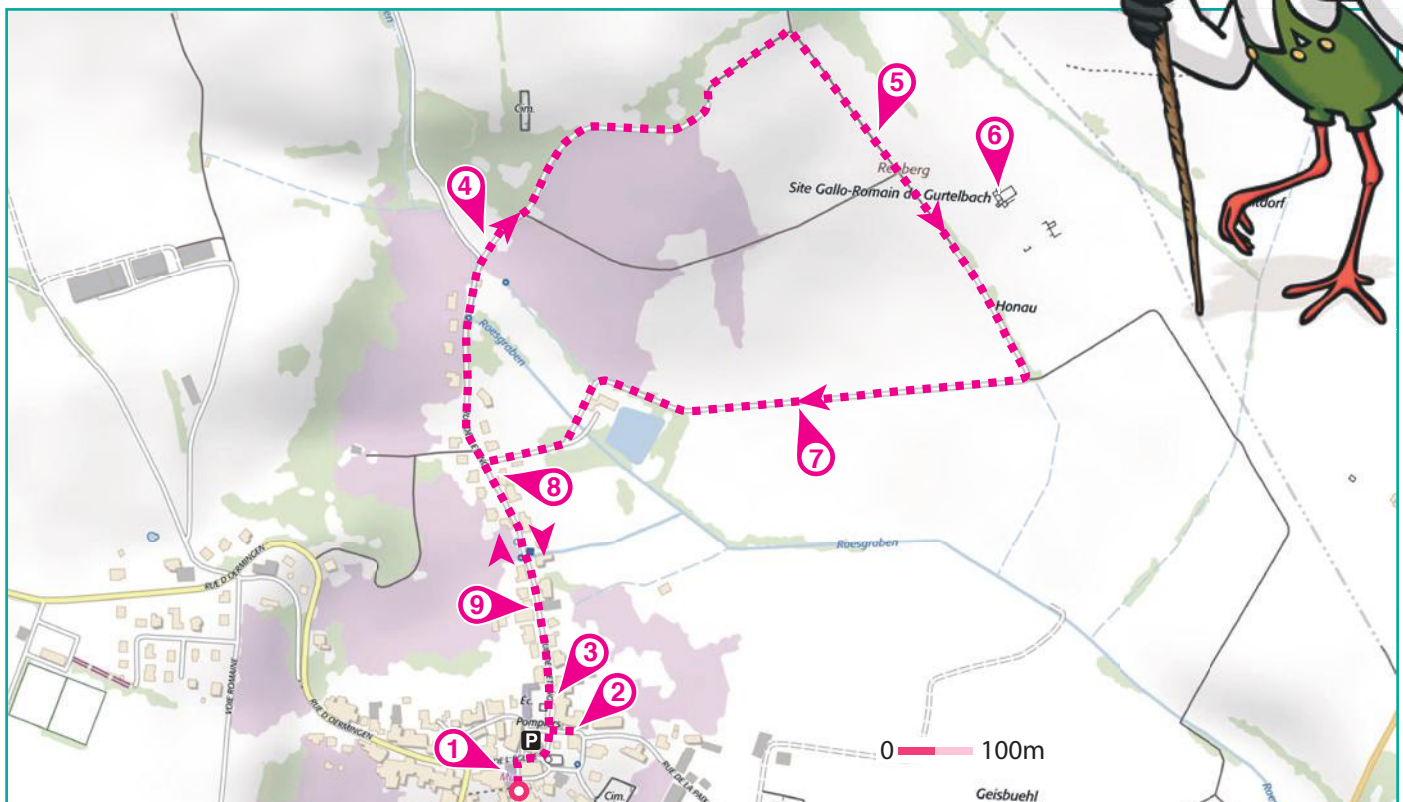 Cim.
5
6
4
Site Gallo-Romain de Gurtelbach
Honau
Roesgraben
7
8
Roesgraben
RUE D'OERMINGEN
9
3
VOIE ROMAINE
2
Ec.
RUE D'OERMINGEN
Pompiers
P
1
0
100m
RUE DE LA PAIX
Cim.
Geisbuehl